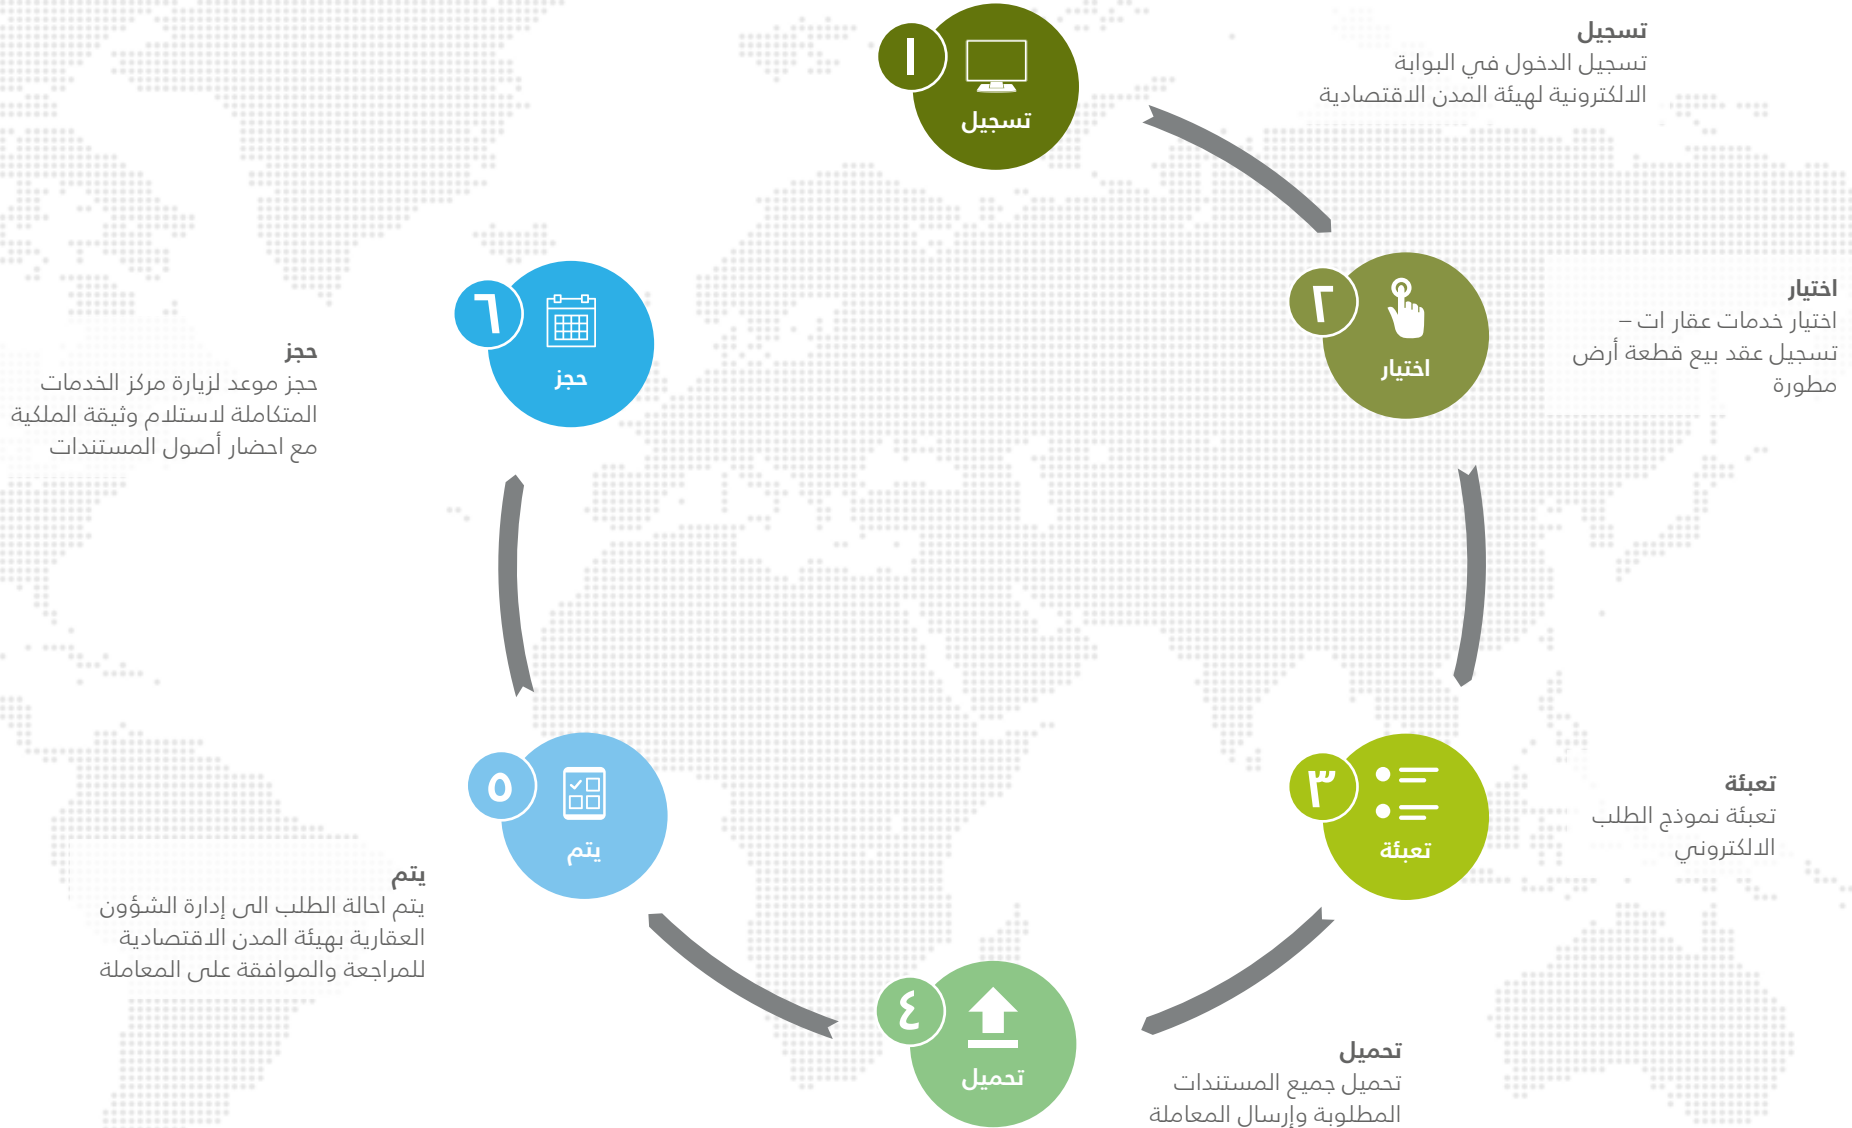 ١
تسجيل
تسجيل
تسجيل الدخول في البوابة
الالكترونية لهيئة المدن الاقتصادية
٢
اختيار
اختيار
اختيار خدمات عقار ات –
تسجيل عقد بيع قطعة أرض
مطورة
٣
تعبئة
تعبئة
تعبئة نموذج الطلب
الالكتروني
٤
تحميل
تحميل
تحميل جميع المستندات
المطلوبة وإرسال المعاملة
٥
يتم
يتم
يتم احالة الطلب الى إدارة الشؤون
العقارية بهيئة المدن الاقتصادية
للمراجعة والموافقة على المعاملة
٦
حجز
حجز
حجز موعد لزيارة مركز الخدمات
المتكاملة لاستلام وثيقة الملكية
مع احضار أصول المستندات